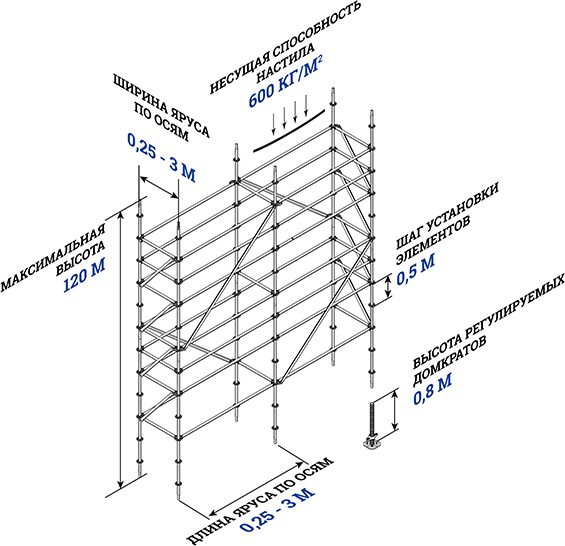 НЕСУЩАЯ СПОСОБНОСТЬ
НАСТИЛА
600 КГ/М²
ШИРИНА ЯРУСА
ПО ОСЯМ
0,25 - 3 М
МАКСИМАЛЬНАЯ
ВЫСОТА
120 М
ШАГ УСТАНОВКИ
ЭЛЕМЕНТОВ
0,5 М
ВЫСОТА РЕГУЛИРУЕМЫХ
ДОМКРАТОВ
0,8 М
ДЛИНА ЯРУСА ПО ОСЯМ
0,25 - 3 М